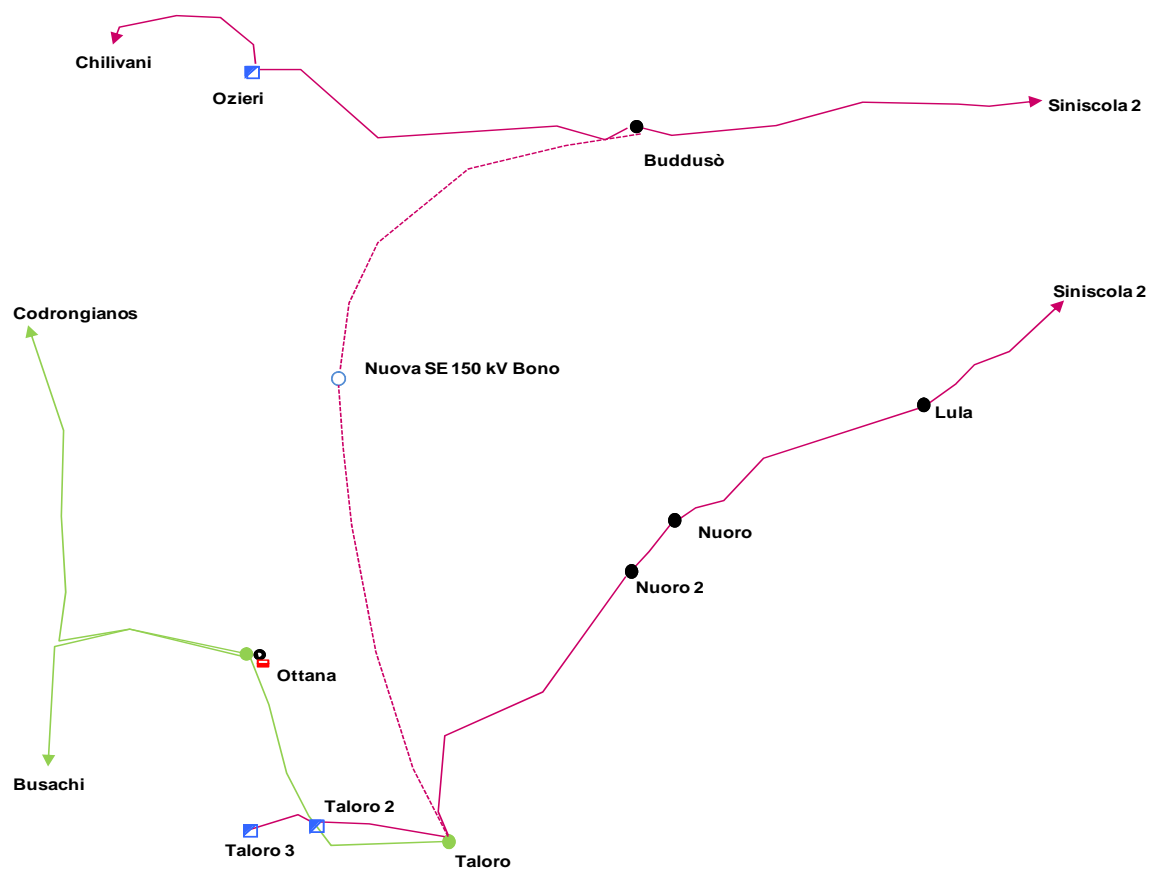 Chilivani
Ozieri
Siniscola 2
Buddusò
Siniscola 2
Codrongianos
Nuova SE 150 kV Bono
Lula
Nuoro
Nuoro 2
Ottana
Busachi
Taloro 2
Taloro 3
Taloro